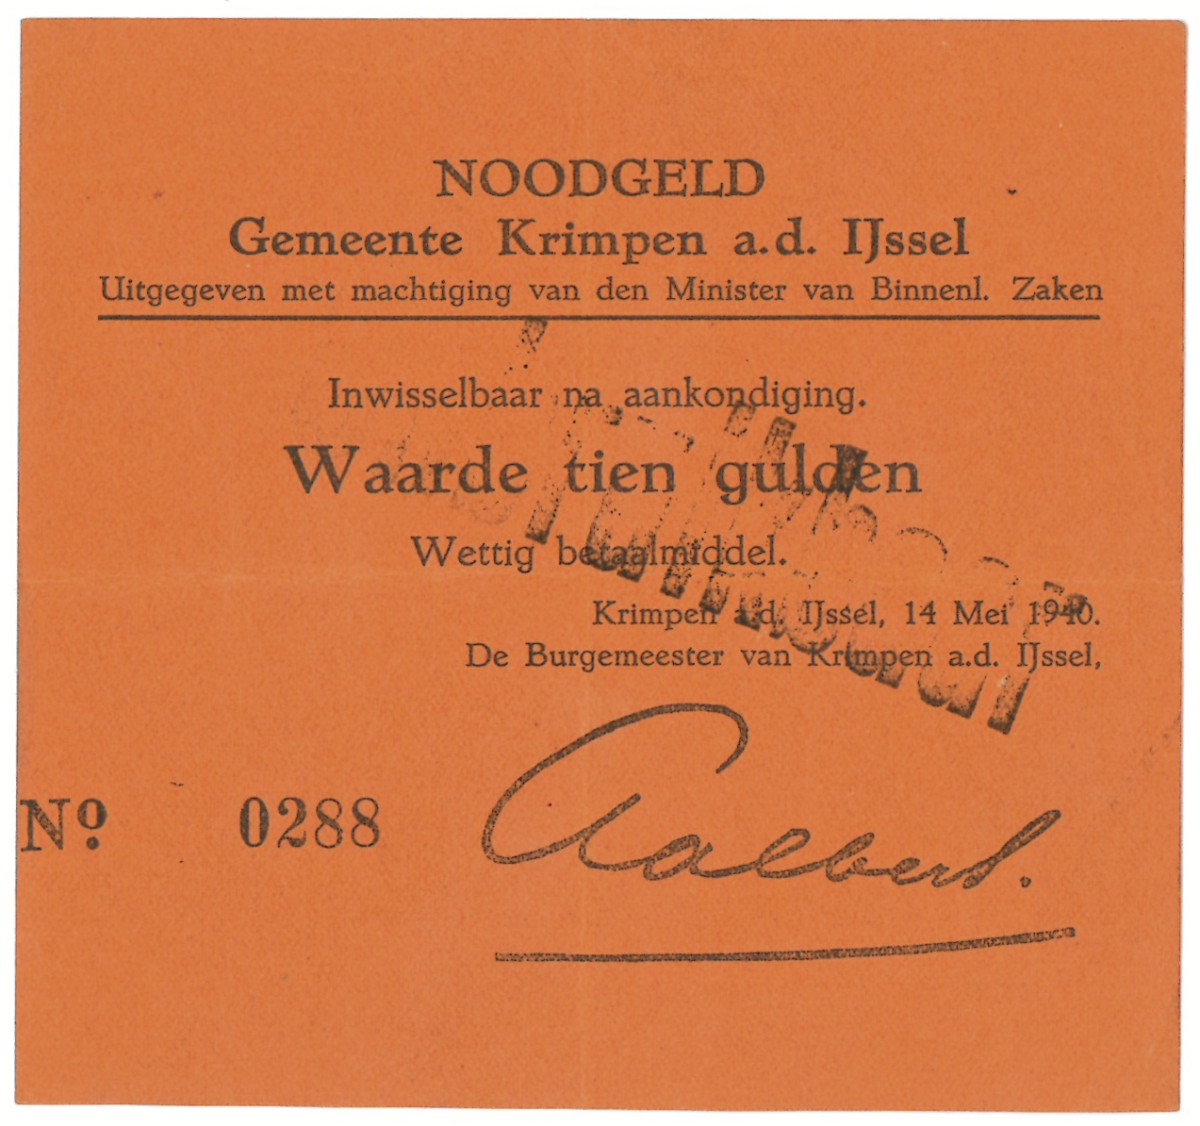 NOODGELD
Gemeente Krimpen a.d. IJssel
Uitgegeven met machtiging van den Minister van Binnenl. Zaken
Inwisselbaar na aankondiging.
Waarde tien gulden
Wettig betaalmiddel.
Krimpen a.d. IJssel, 14 Mei 1940.
De Burgemeester van Krimpen a.d. IJssel,
Aalbers.
No. 0288